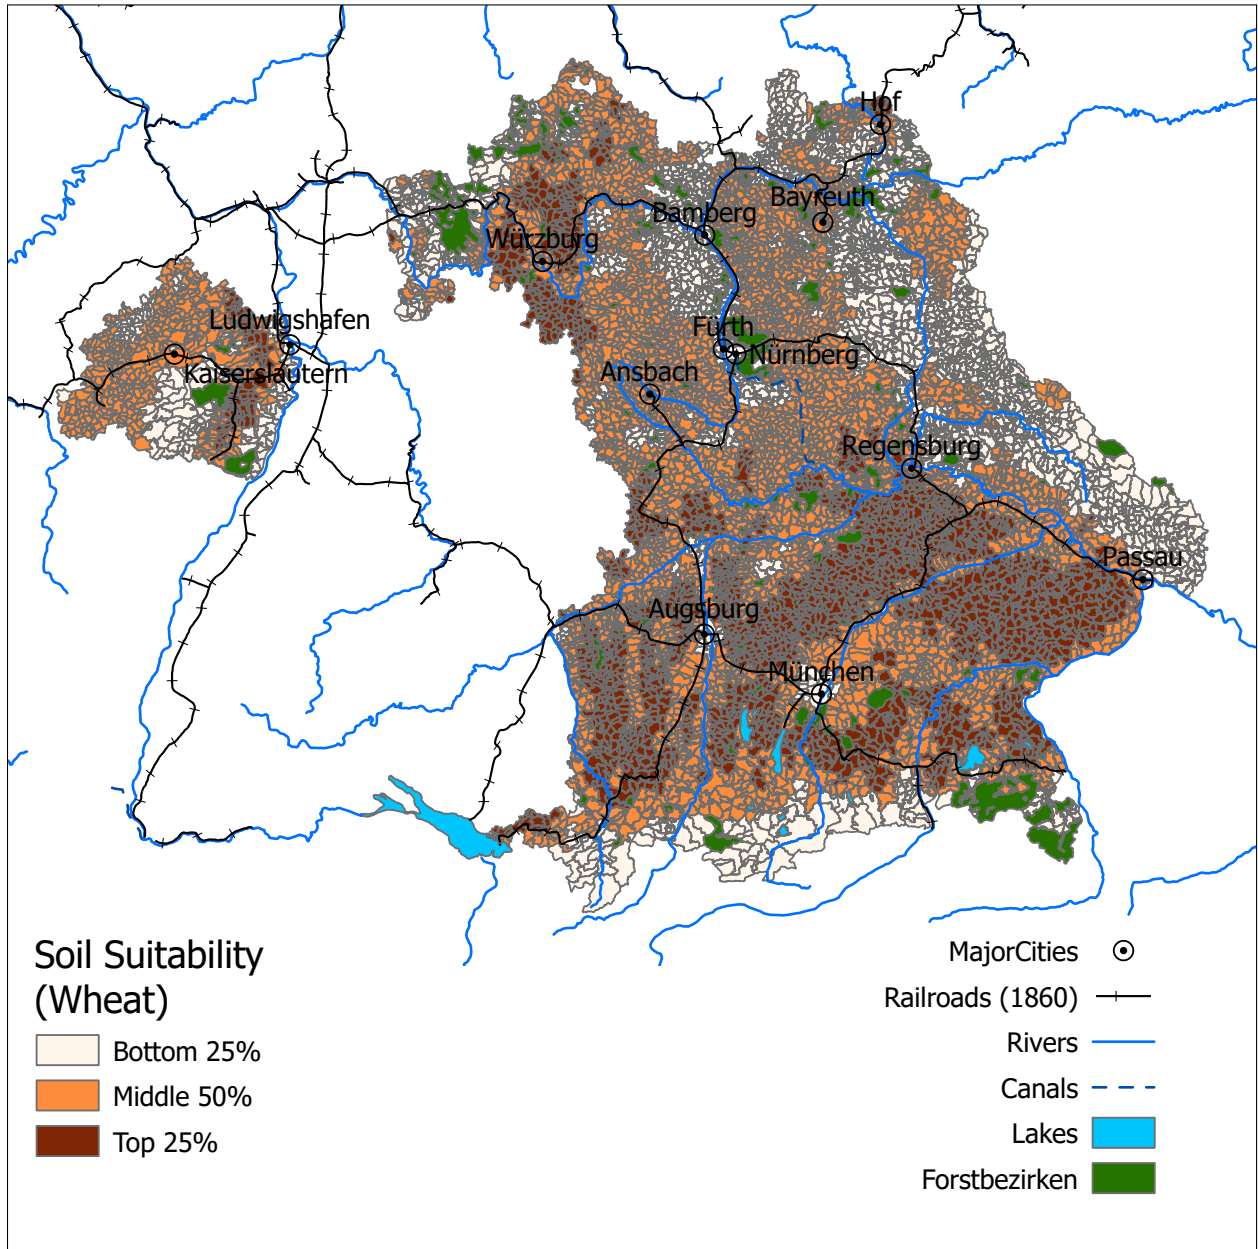 Hof
Bayreuth
Bamberg
Würzburg
Ludwigshafen
Fürth
Nürnberg
Kaiserslautern
Ansbach
Regensburg
Passau
Augsburg
München
Soil Suitability
(Wheat)
Bottom 25%
Middle 50%
Top 25%
MajorCities
Railroads (1860)
Rivers
Canals
Lakes
Forstbezirken